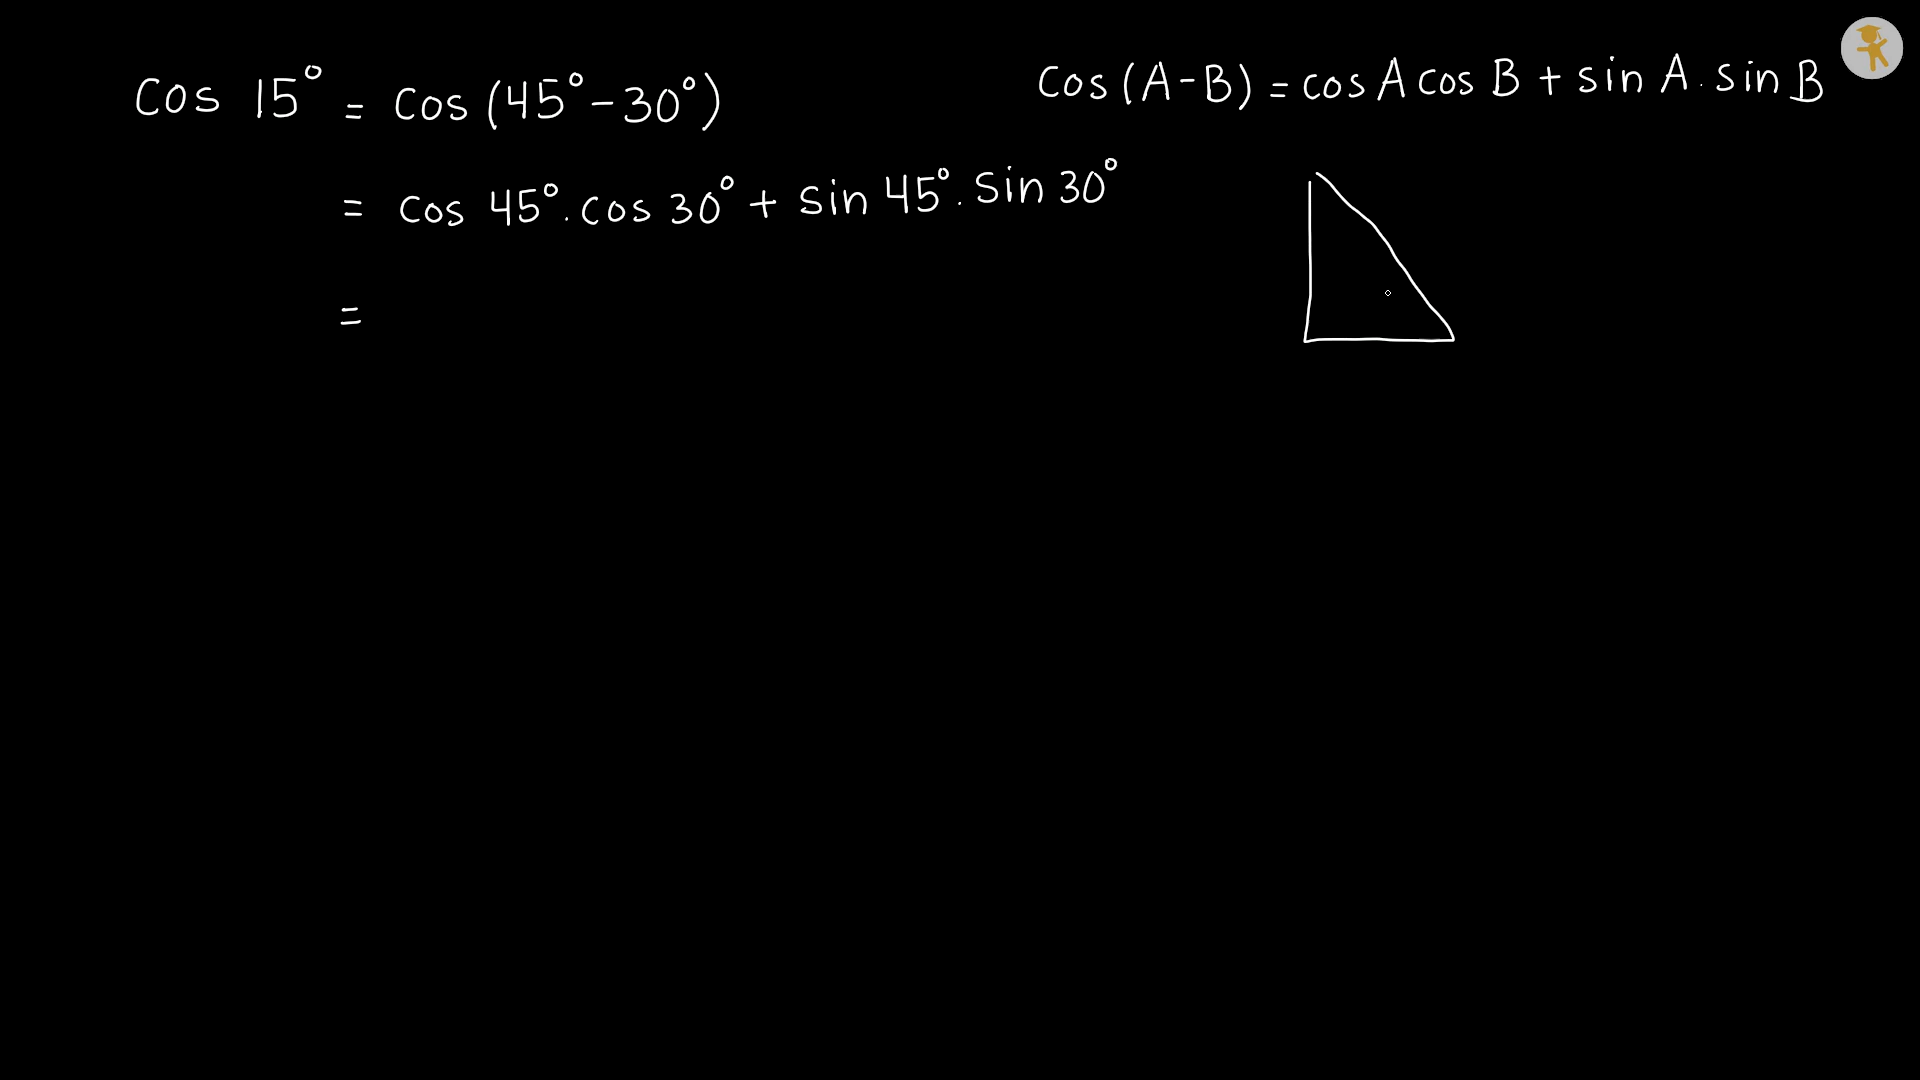 cos 15° = cos (45° - 30°)
cos (A - B) = cos A cos B + sin A . sin B
= cos 45° . cos 30° + sin 45° . sin 30°
=